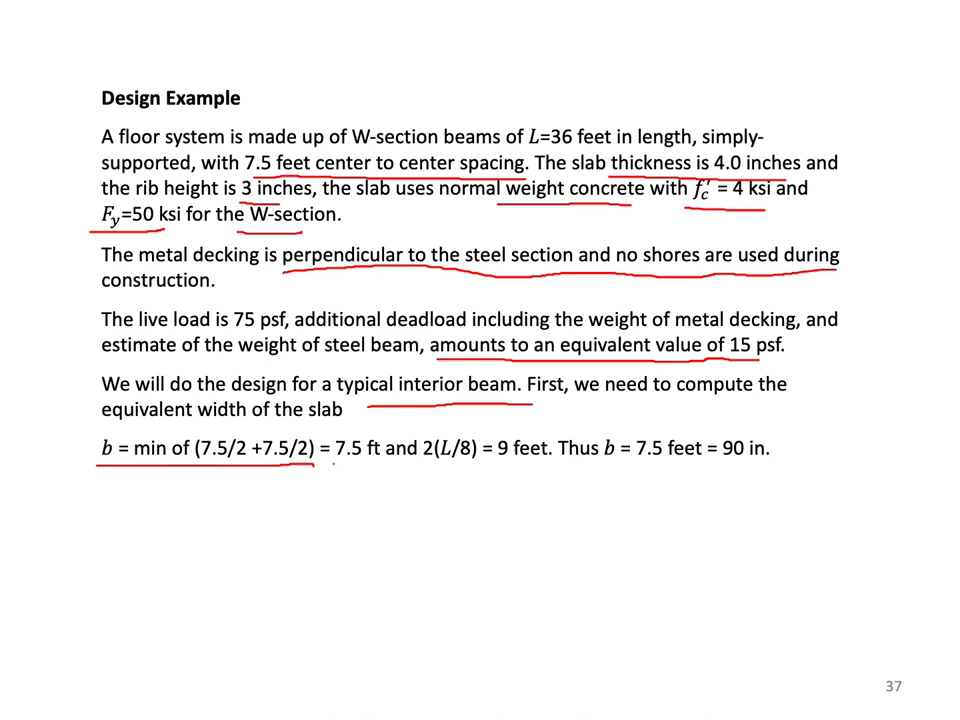 Design Example
A floor system is made up of W-section beams of L=36 feet in length, simply-
supported, with 7.5 feet center to center spacing. The slab thickness is 4.0 inches and
the rib height is 3 inches, the slab uses normal weight concrete with f′c = 4 ksi and
Fy=50 ksi for the W-section.
The metal decking is perpendicular to the steel section and no shores are used during
construction.
The live load is 75 psf, additional deadload including the weight of metal decking, and
estimate of the weight of steel beam, amounts to an equivalent value of 15 psf.
We will do the design for a typical interior beam. First, we need to compute the
equivalent width of the slab
b = min of (7.5/2 +7.5/2) = 7.5 ft and 2(L/8) = 9 feet. Thus b = 7.5 feet = 90 in.
37